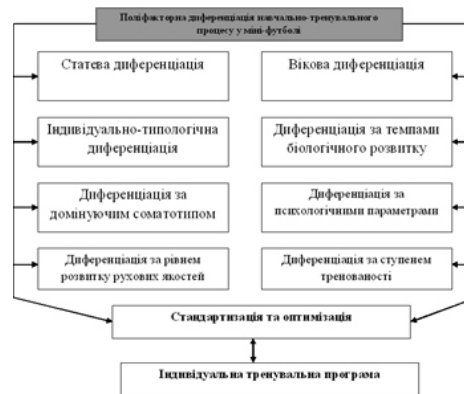 Поліфакторна диференціація навчально-тренувального
процесу у міні-футболі
Статева диференціація
Вікова диференціація
Індивідуально-типологічна
диференціація
Диференціація за темпами
біологічного розвитку
Диференціація за
домінуючим соматотипом
Диференціація за
психологічними параметрами
Диференціація за рівнем
розвитку рухових якостей
Диференціація за ступенем
тренованості
Стандартизація та оптимізація
Індивідуальна тренувальна програма